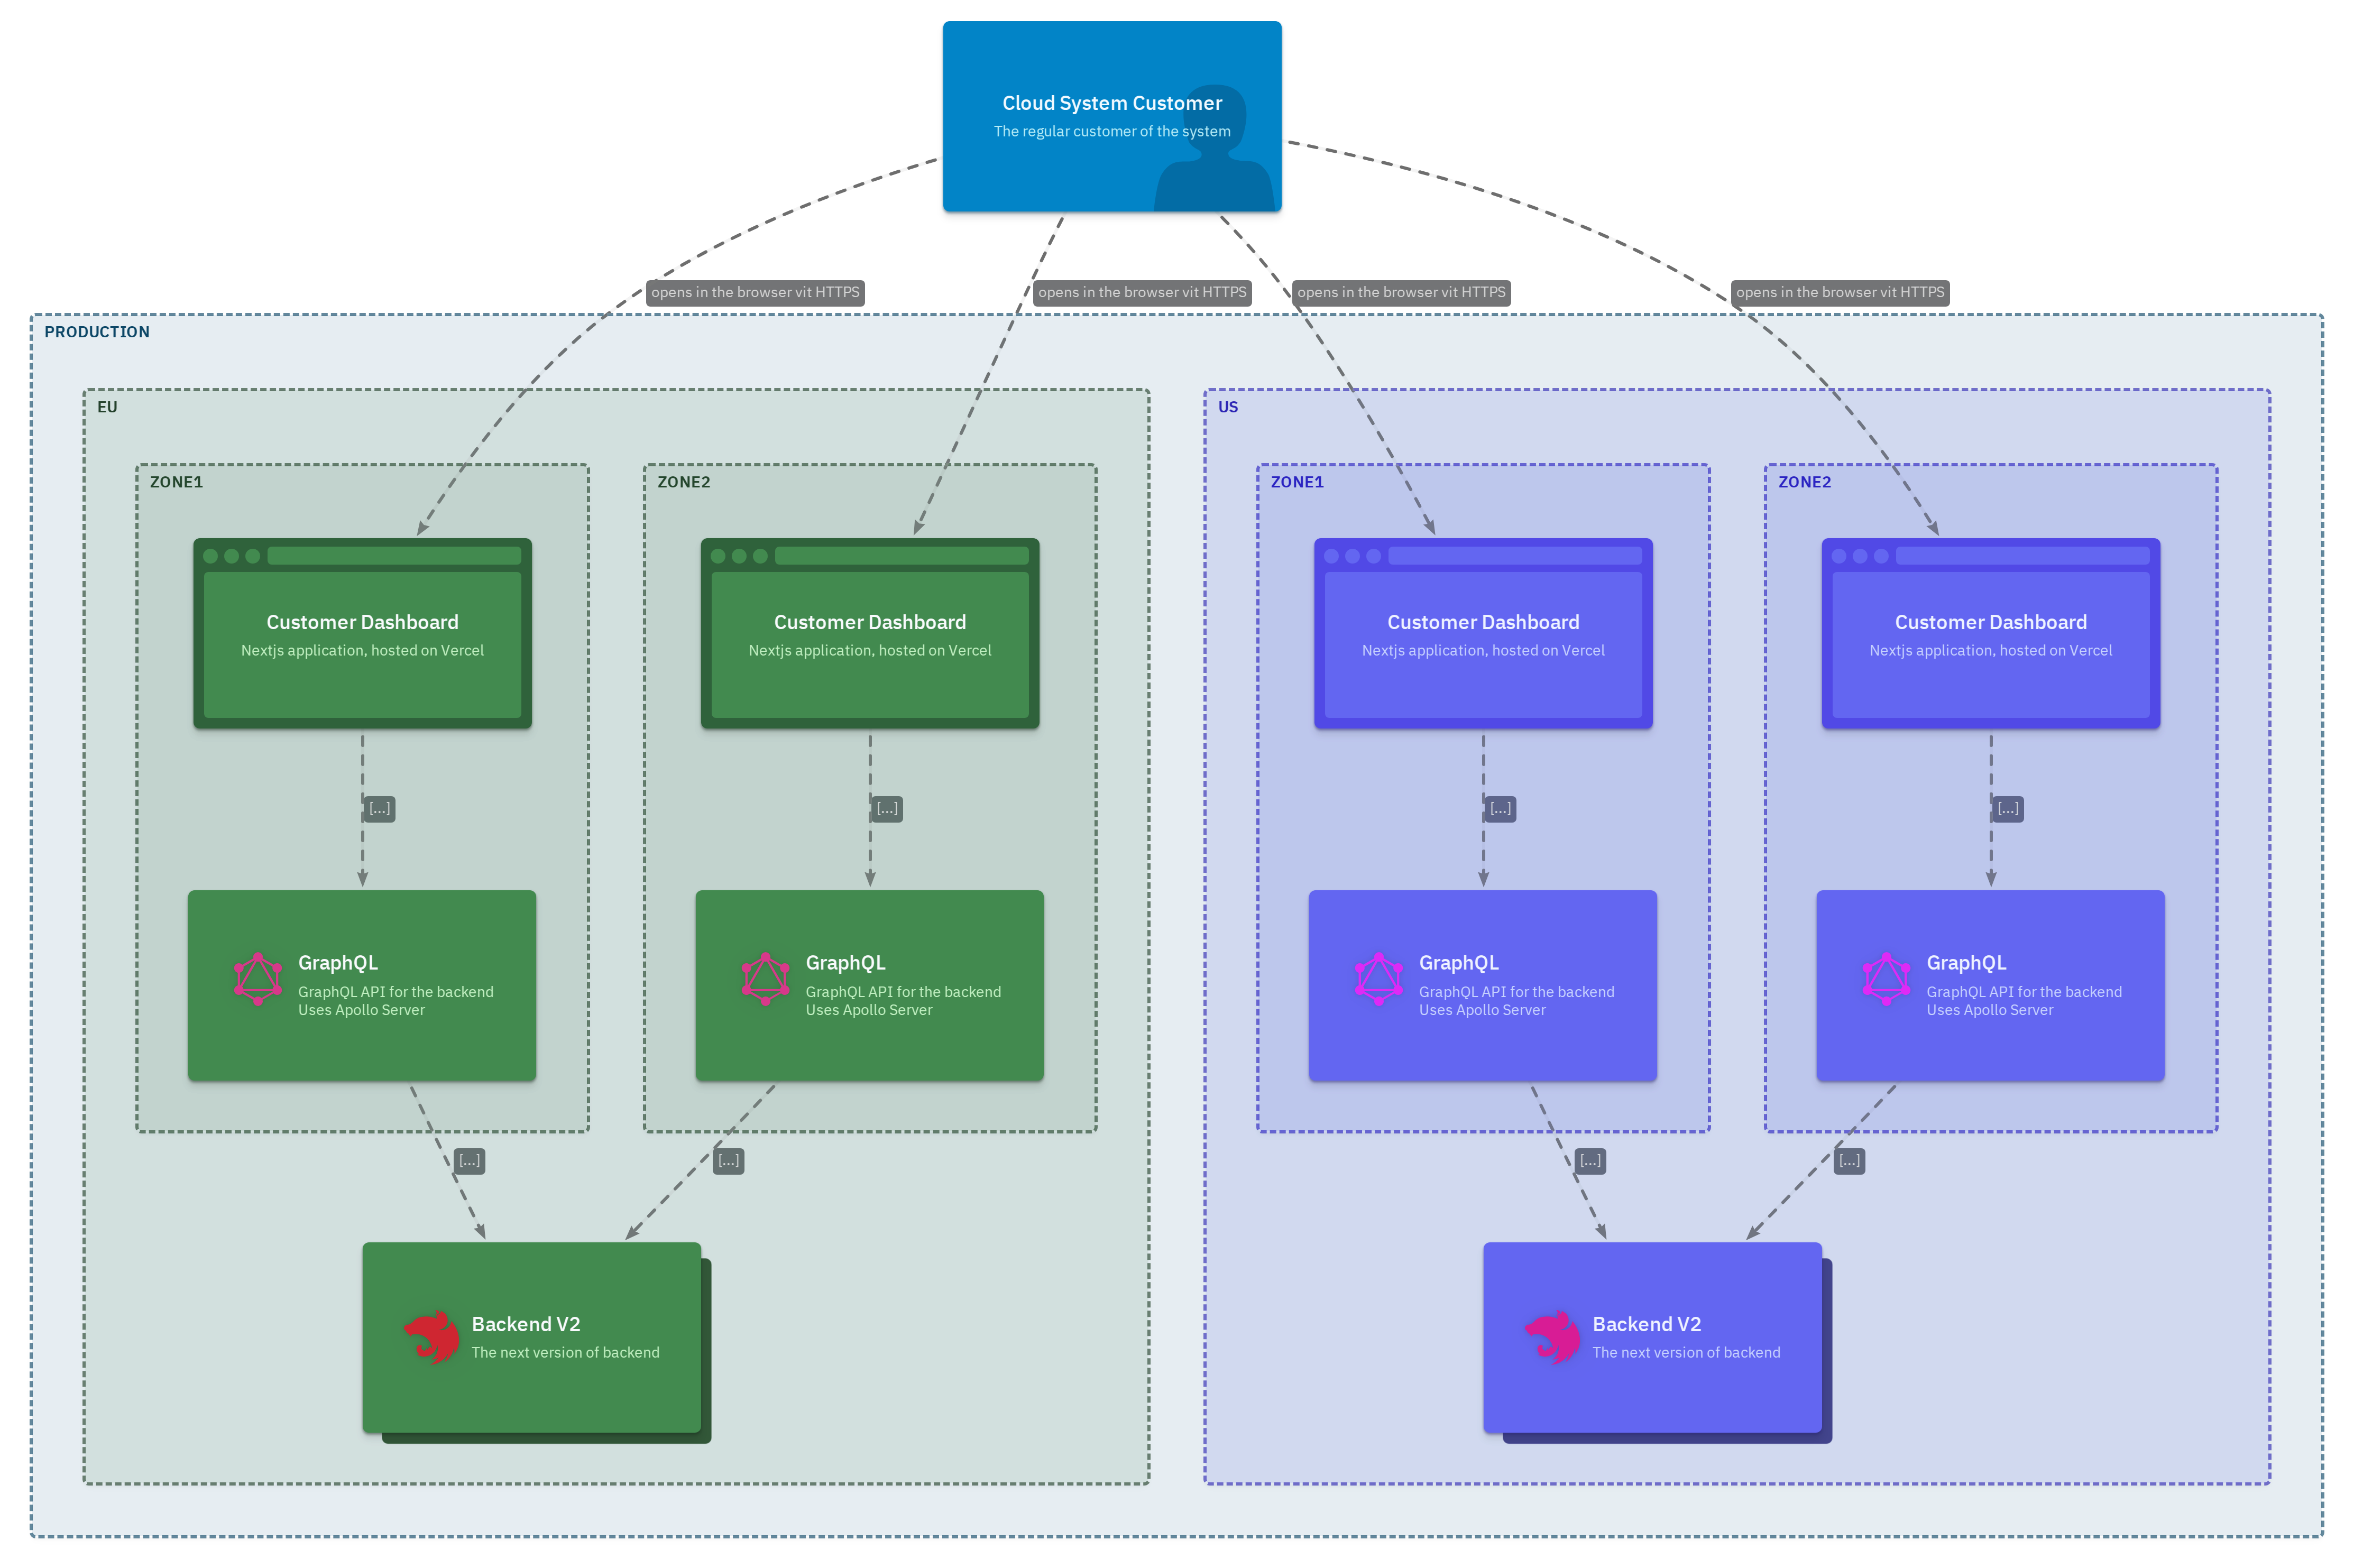 Cloud System Customer
The regular customer of the system
opens in the browser vit HTTPS
opens in the browser vit HTTPS
opens in the browser vit HTTPS
opens in the browser vit HTTPS
PRODUCTION
EU
US
ZONE1
ZONE2
ZONE1
ZONE2
Customer Dashboard
Nextjs application, hosted on Vercel
Customer Dashboard
Nextjs application, hosted on Vercel
Customer Dashboard
Nextjs application, hosted on Vercel
Customer Dashboard
Nextjs application, hosted on Vercel
[...]
[...]
[...]
[...]
GraphQL
GraphQL API for the backend
Uses Apollo Server
GraphQL
GraphQL API for the backend
Uses Apollo Server
GraphQL
GraphQL API for the backend
Uses Apollo Server
GraphQL
GraphQL API for the backend
Uses Apollo Server
[...]
[...]
[...]
[...]
Backend V2
The next version of backend
Backend V2
The next version of backend